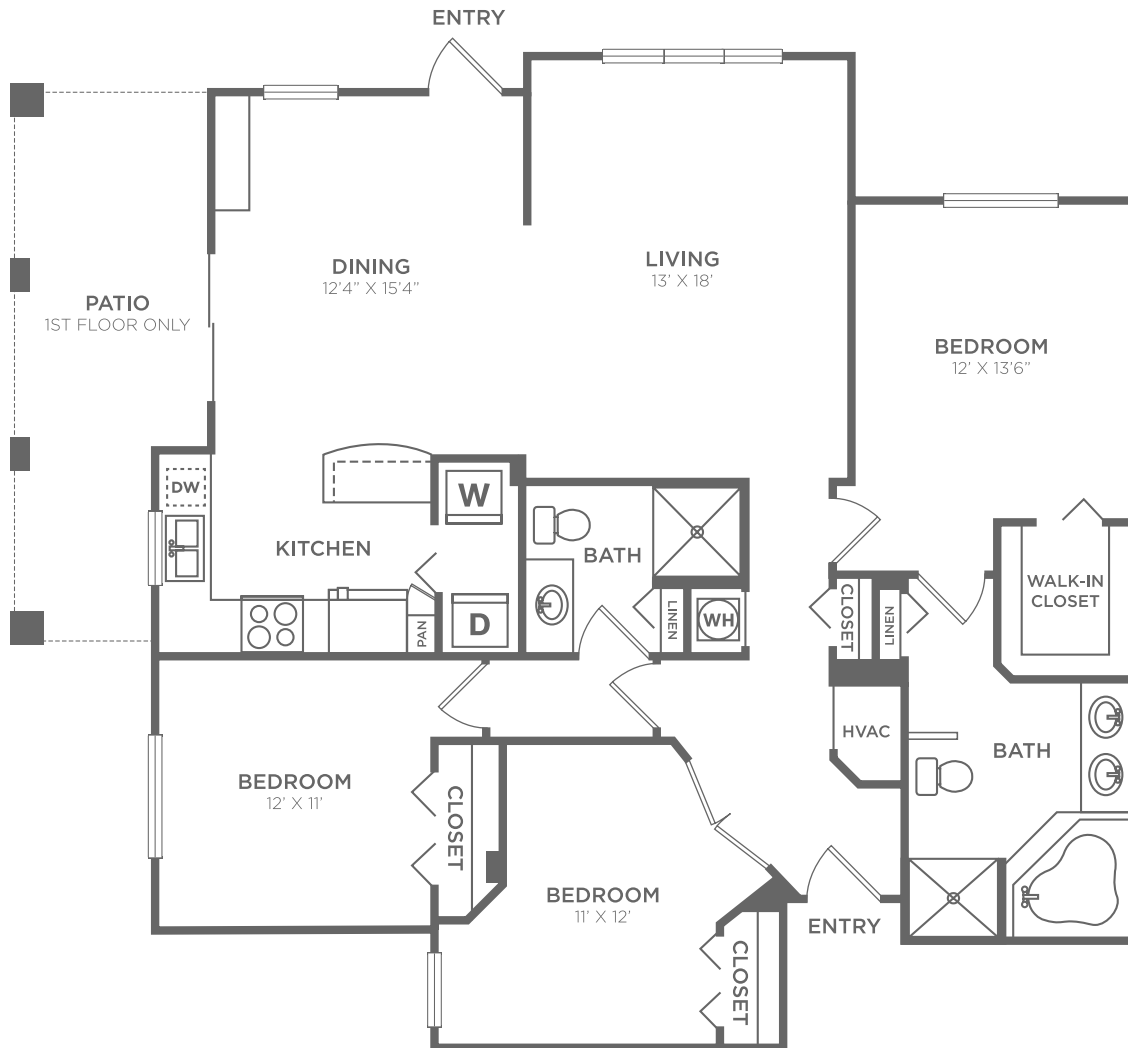 ENTRY
DINING
12'4" X 15'4"
LIVING
13' X 18'
PATIO
1ST FLOOR ONLY
BEDROOM
12' X 13'6"
DW
W
KITCHEN
BATH
WALK-IN
CLOSET
CLOSET
LINEN
LINEN
WH
PAN
D
HVAC
BATH
BEDROOM
12' X 11'
CLOSET
BEDROOM
11' X 12'
ENTRY
CLOSET